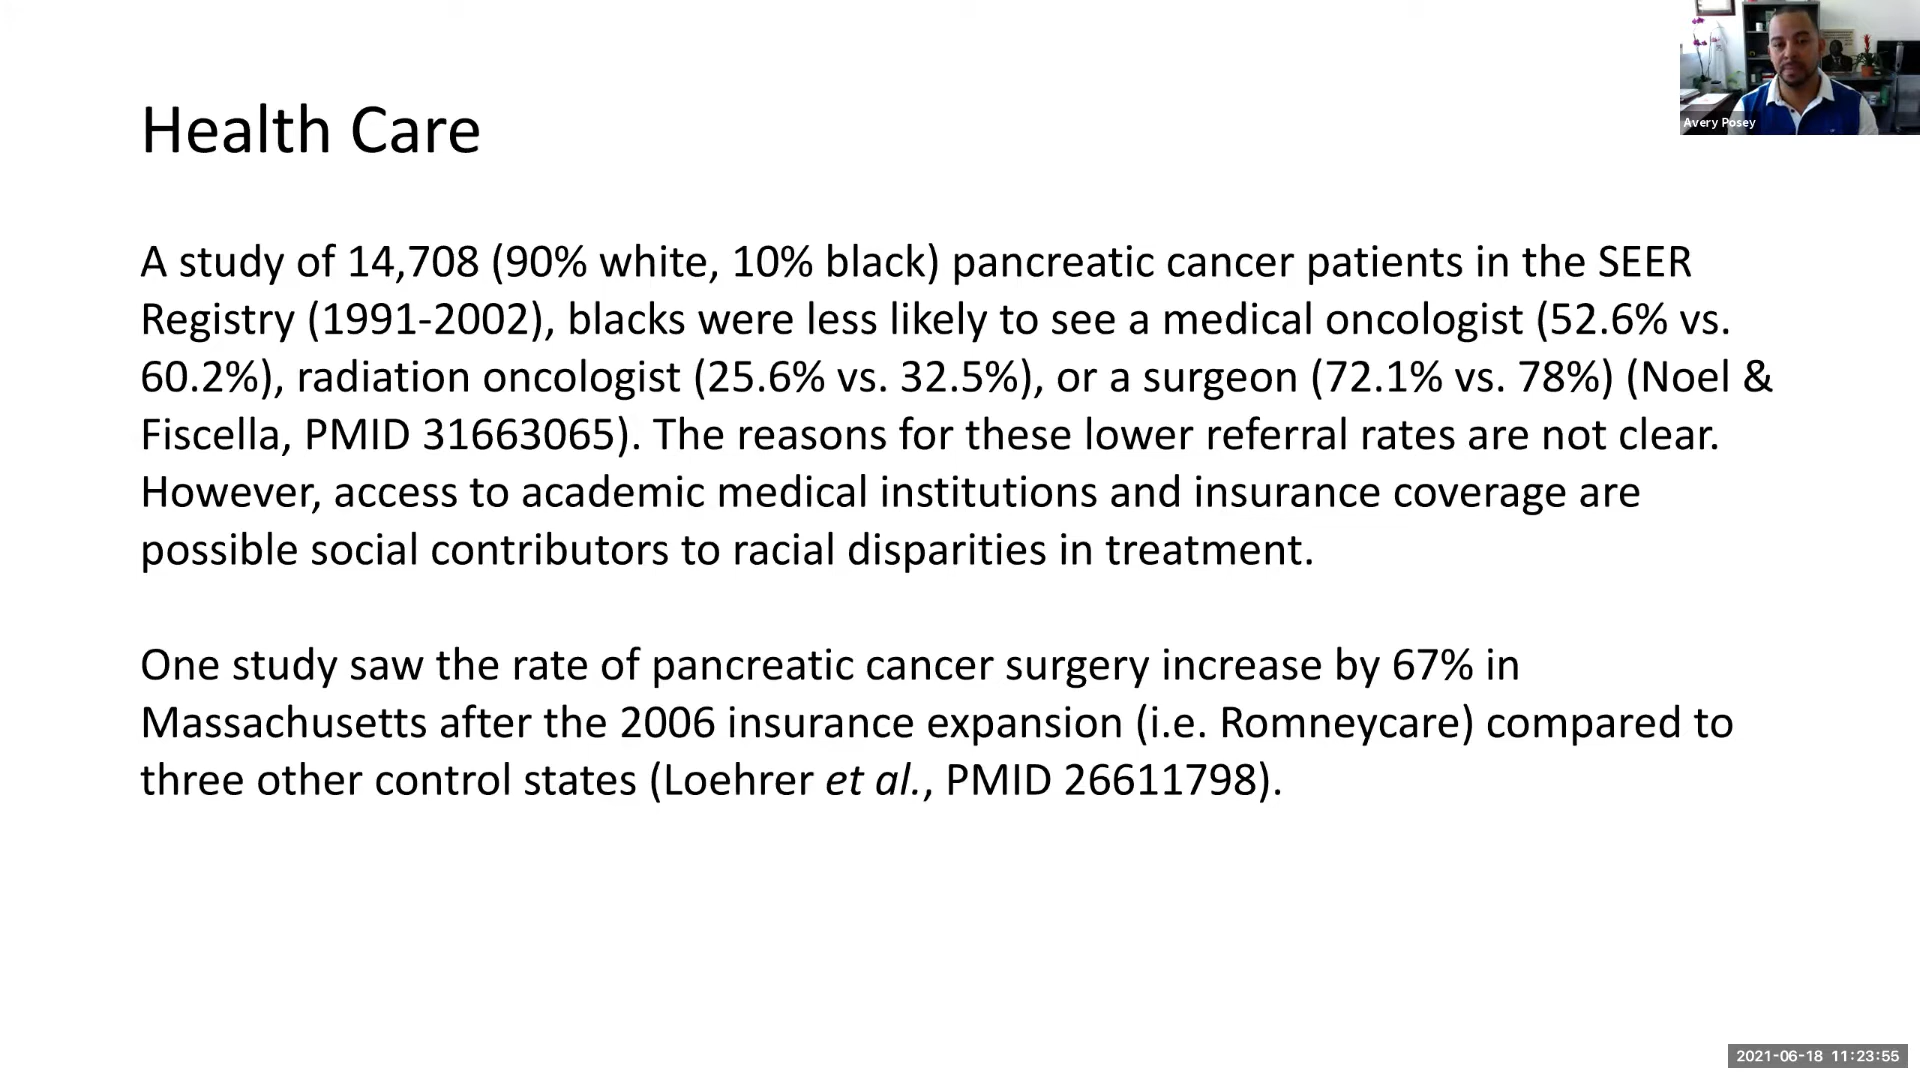 Avery Posey
Health Care
A study of 14,708 (90% white, 10% black) pancreatic cancer patients in the SEER
Registry (1991-2002), blacks were less likely to see a medical oncologist (52.6% vs.
60.2%), radiation oncologist (25.6% vs. 32.5%), or a surgeon (72.1% vs. 78%) (Noel &
Fiscella, PMID 31663065). The reasons for these lower referral rates are not clear.
However, access to academic medical institutions and insurance coverage are
possible social contributors to racial disparities in treatment.
One study saw the rate of pancreatic cancer surgery increase by 67% in
Massachusetts after the 2006 insurance expansion (i.e. Romneycare) compared to
three other control states (Loehrer et al., PMID 26611798).
2021-06-18 11:23:55